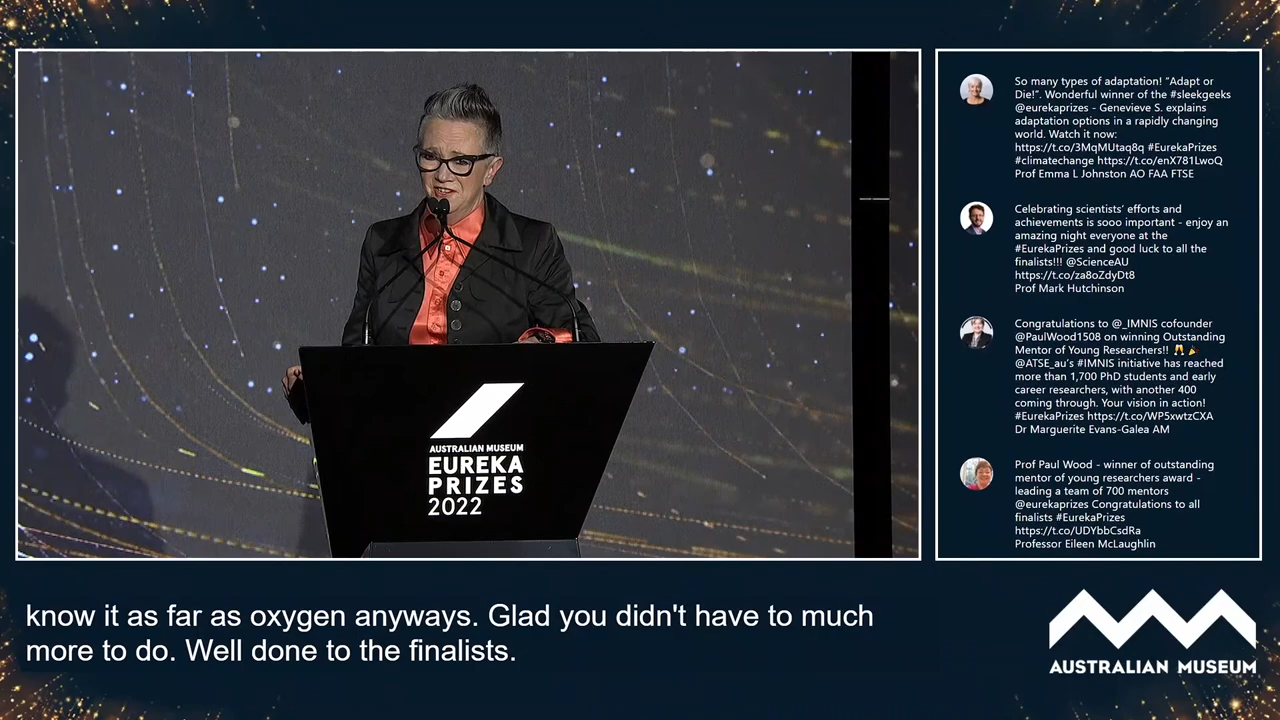 AUSTRALIAN MUSEUM
EUREKA
PRIZES
2022
So many types of adaptation! "Adapt or
Die!". Wonderful winner of the #sleekgeeks
@eurekaprizes - Genevieve S. explains
adaptation options in a rapidly changing
world. Watch it now:
https://t.co/3MqMUtaq8q #EurekaPrizes
#climatechange https://t.co/enX781LwoQ
Prof Emma L Johnston AO FAA FTSE
Celebrating scientists' efforts and
achievements is sooo important - enjoy an
amazing night everyone at the
#EurekaPrizes and good luck to all the
finalists!!! @ScienceAU
https://t.co/za8oZdyDt8
Prof Mark Hutchinson
Congratulations to @_IMNIS cofounder
@PaulWood1508 on winning Outstanding
Mentor of Young Researchers!! 🥂 🎉
@ATSE_au's #IMNIS initiative has reached
more than 1,700 PhD students and early
career researchers, with another 400
coming through. Your vision in action!
#EurekaPrizes https://t.co/WP5xwtzCXA
Dr Marguerite Evans-Galea AM
Prof Paul Wood - winner of outstanding
mentor of young researchers award -
leading a team of 700 mentors
@eurekaprizes Congratulations to all
finalists #EurekaPrizes
https://t.co/UDYbbCsdRa
Professor Eileen McLaughlin
know it as far as oxygen anyways. Glad you didn't have to much
more to do. Well done to the finalists.
AUSTRALIAN MUSEUM